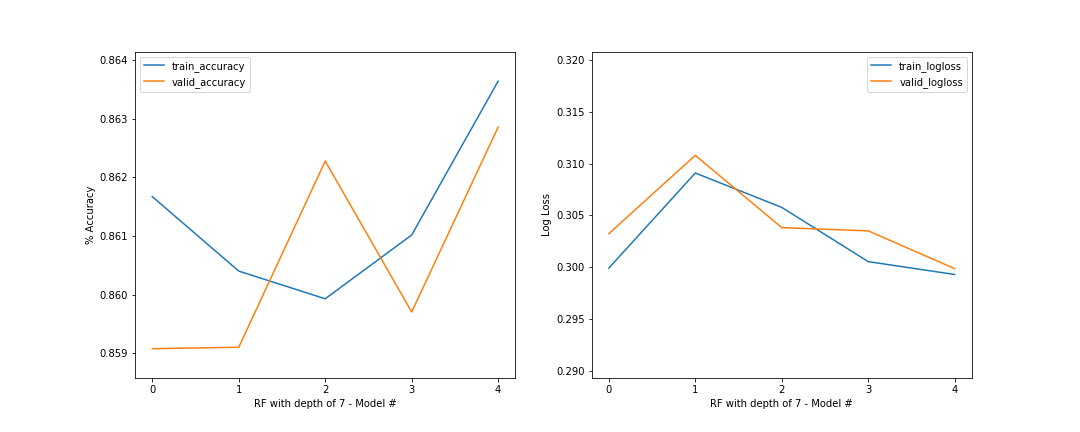 train_accuracy
valid_accuracy
% Accuracy
0.864
0.863
0.862
0.861
0.860
0.859
0 1 2 3 4
RF with depth of 7 - Model #
train_logloss
valid_logloss
Log Loss
0.320
0.315
0.310
0.305
0.300
0.295
0.290
0 1 2 3 4
RF with depth of 7 - Model #